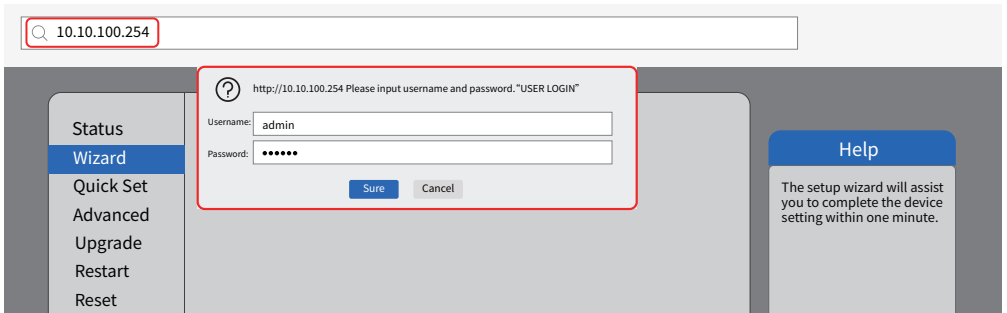 10.10.100.254
http://10.10.100.254 Please input username and password."USER LOGIN"
Username: admin
Password: ••••••
Sure Cancel
Status
Wizard
Quick Set
Advanced
Upgrade
Restart
Reset
Help
The setup wizard will assist
you to complete the device
setting within one minute.